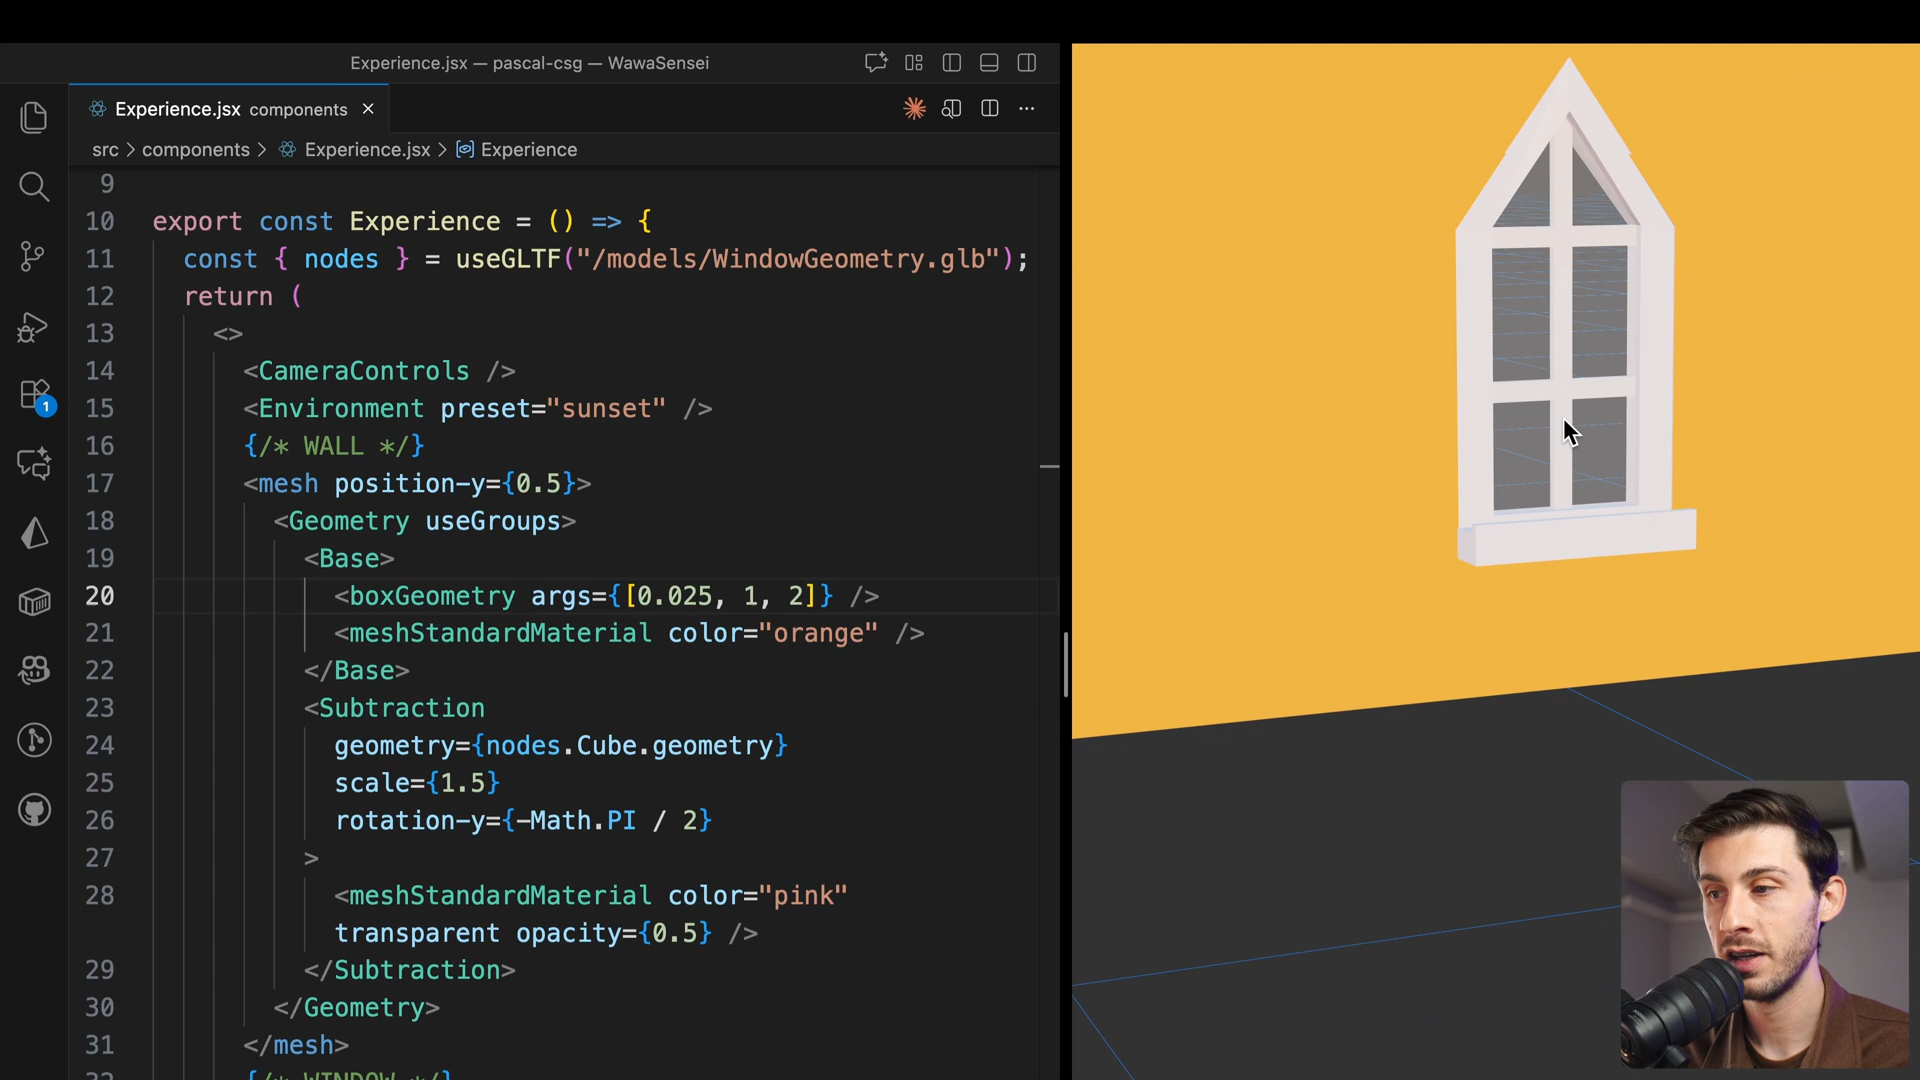 Experience.jsx — pascal-csg — WawaSensei
Experience.jsx components
src > components > Experience.jsx > Experience
9
10 export const Experience = () => {
11 const { nodes } = useGLTF("/models/WindowGeometry.glb");
12 return (
13 <>
14 <CameraControls />
15 <Environment preset="sunset" />
16 {/* WALL */}
17 <mesh position-y={0.5}>
18 <Geometry useGroups>
19 <Base>
20 <boxGeometry args={[0.025, 1, 2]} />
21 <meshStandardMaterial color="orange" />
22 </Base>
23 <Subtraction
24 geometry={nodes.Cube.geometry}
25 scale={1.5}
26 rotation-y={-Math.PI / 2}
27 >
28 <meshStandardMaterial color="pink"
transparent opacity={0.5} />
29 </Subtraction>
30 </Geometry>
31 </mesh>
32 {/* WINDOW */}
1